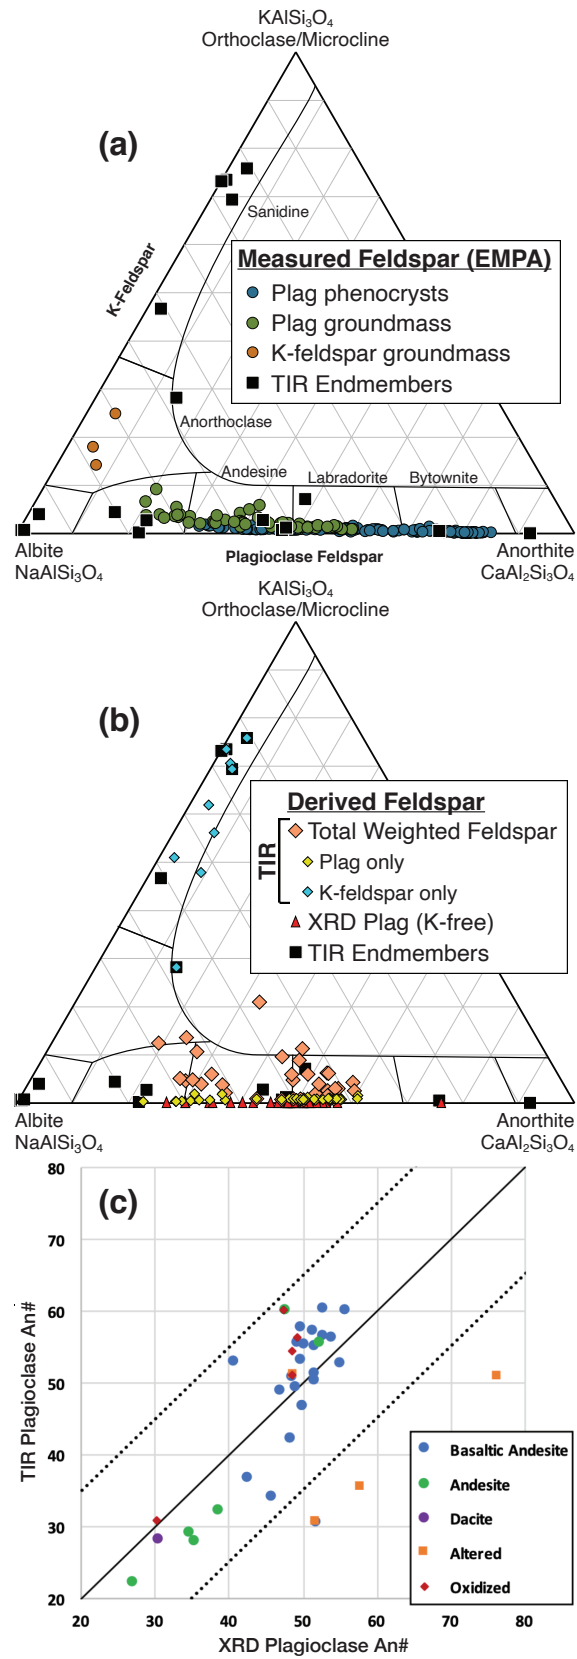 KAlSi₃O₄
Orthoclase/Microcline
(a)
Sanidine
K-Feldspar
Measured Feldspar (EMPA)
Plag phenocrysts
Plag groundmass
K-feldspar groundmass
TIR Endmembers
Anorthoclase
Andesine
Labradorite
Bytownite
Albite
NaAlSi₃O₄
Plagioclase Feldspar
Anorthite
CaAl₂Si₃O₄
KAlSi₃O₄
Orthoclase/Microcline
(b)
Derived Feldspar
TIR
Total Weighted Feldspar
Plag only
K-feldspar only
XRD Plag (K-free)
TIR Endmembers
Albite
NaAlSi₃O₄
Anorthite
CaAl₂Si₃O₄
(c)
80
70
60
50
40
30
20
TIR Plagioclase An#
Basaltic Andesite
Andesite
Dacite
Altered
Oxidized
20 30 40 50 60 70 80
XRD Plagioclase An#